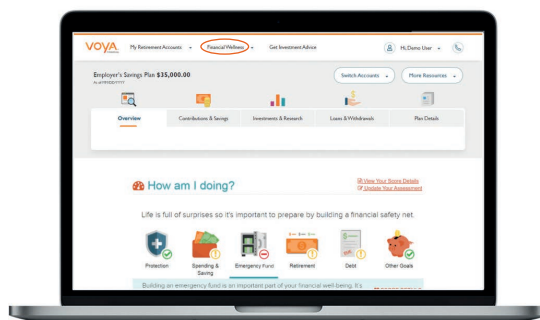 VOYA
FINANCIAL
My Retirement Accounts
Financial Wellness
Get Investment Advice
Hi, Demo User
Employer's Savings Plan $35,000.00
Switch Accounts
More Resources
Overview
Contributions & Savings
Investments & Research
Loans & Withdrawals
Plan Details
How am I doing?
View Your Score Details
Update Your Assessment
Life is full of surprises so it's important to prepare by building a financial safety net.
Protection
Spending &
Saving
Emergency Fund
Retirement
Debt
Other Goals
Building an emergency fund is an important part of your financial well-being. It's